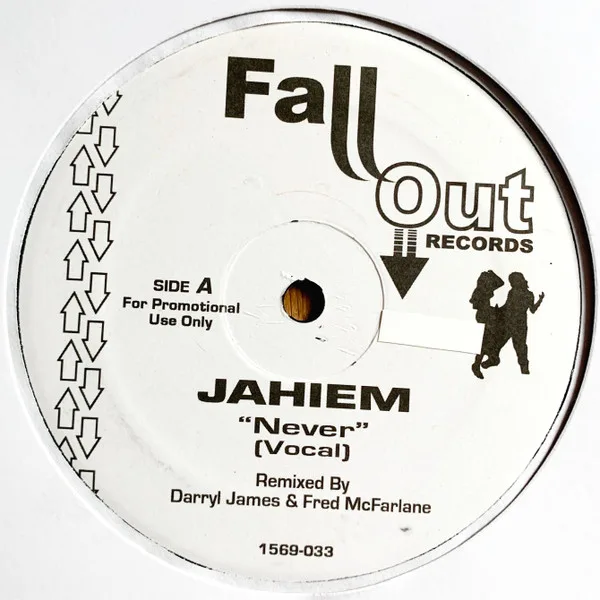 Fall
Out
RECORDS
SIDE A
For Promotional
Use Only
JAHIEM
“Never”
(Vocal)
Remixed By
Darryl James & Fred McFarlane
1569-033